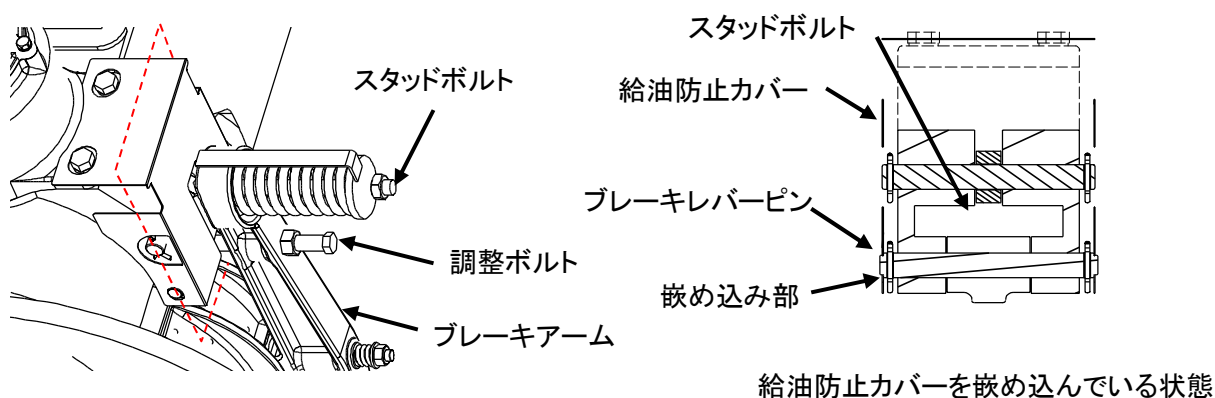 スタッドボルト
調整ボルト
ブレーキアーム
スタッドボルト
給油防止カバー
ブレーキレバーピン
嵌め込み部
給油防止カバーを嵌め込んでいる状態